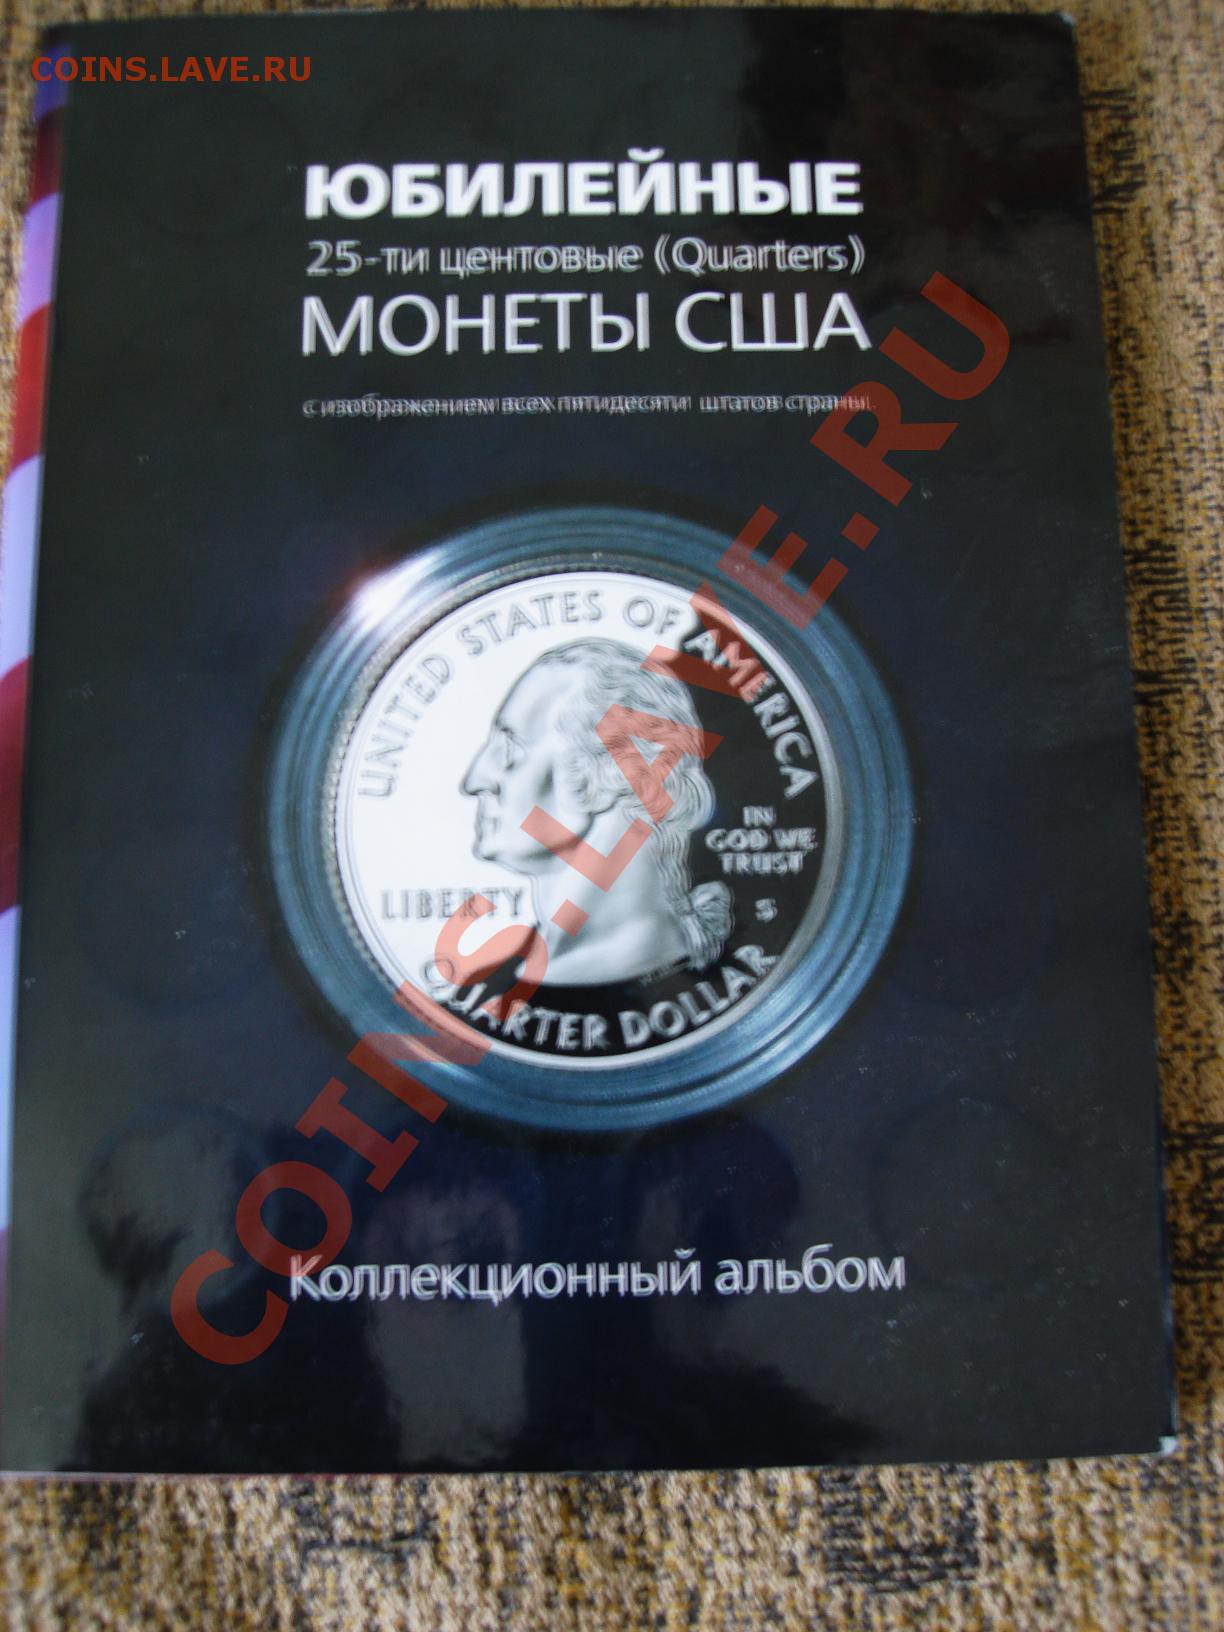 COINS.LAVE.RU
ЮБИЛЕЙНЫЕ
25-ти центовые (Quarters)
МОНЕТЫ США
с изображением всех пятидесяти штатов страны.
UNITED STATES OF AMERICA
IN
GOD WE
TRUST
LIBERTY
S
QUARTER DOLLAR
COINS.LAVE.RU
Коллекционный альбом